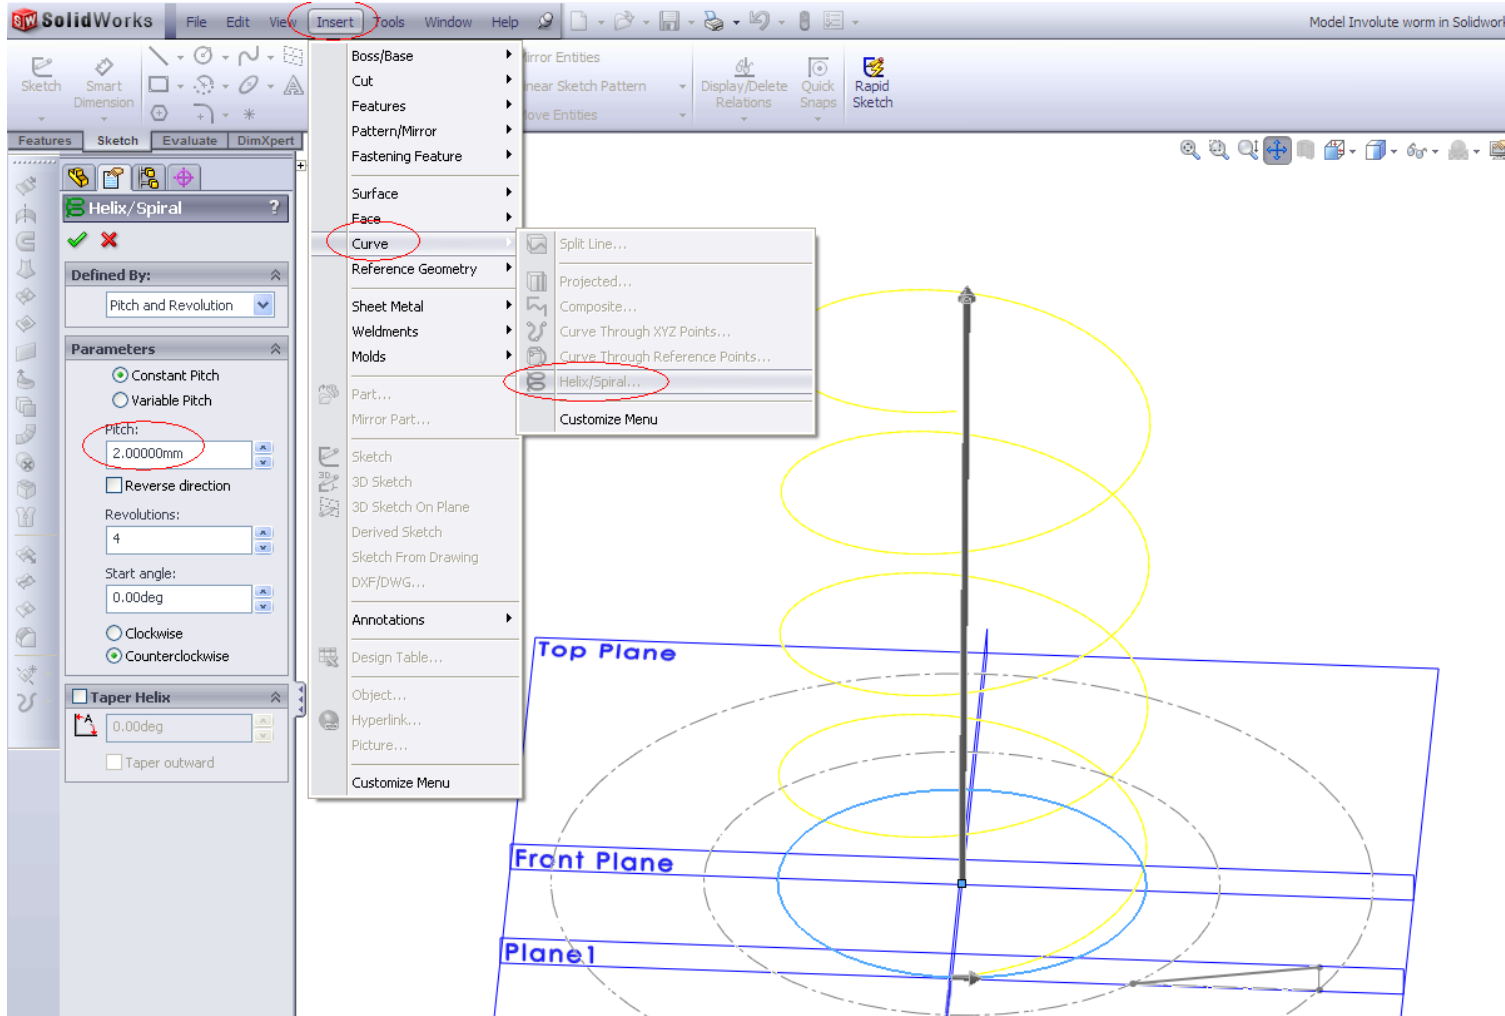 SolidWorks File Edit View Insert Tools Window Help
Model Involute worm in Solidwork
Sketch Smart Dimension
Mirror Entities
Linear Sketch Pattern
Move Entities
Display/Delete Relations
Quick Snaps
Rapid Sketch
Features Sketch Evaluate DimXpert
Helix/Spiral ?
Defined By:
Pitch and Revolution
Parameters
Constant Pitch
Variable Pitch
Pitch:
2.00000mm
Reverse direction
Revolutions:
4
Start angle:
0.00deg
Clockwise
Counterclockwise
Taper Helix
0.00deg
Taper outward
Boss/Base
Cut
Features
Pattern/Mirror
Fastening Feature
Surface
Face
Curve
Reference Geometry
Sheet Metal
Weldments
Molds
Part...
Mirror Part...
Sketch
3D Sketch
3D Sketch On Plane
Derived Sketch
Sketch From Drawing
DXF/DWG...
Annotations
Design Table...
Object...
Hyperlink...
Picture...
Customize Menu
Split Line...
Projected...
Composite...
Curve Through XYZ Points...
Curve Through Reference Points...
Helix/Spiral...
Customize Menu
Top Plane
Front Plane
Plane1